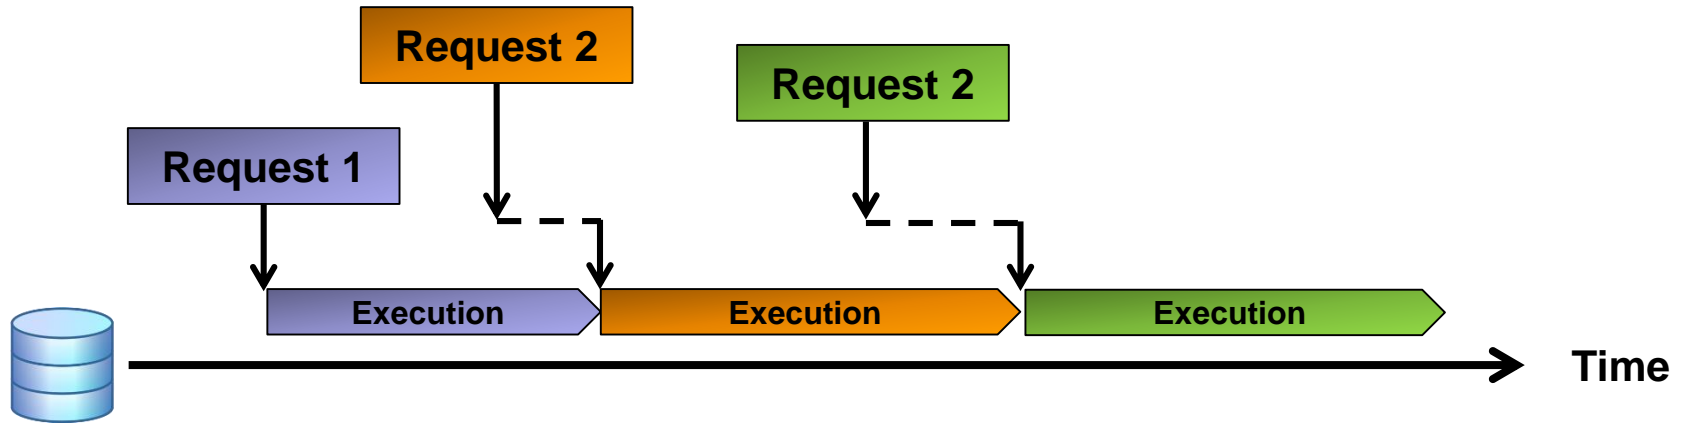 Request 2
Request 2
Request 1
Execution
Execution
Execution
Time